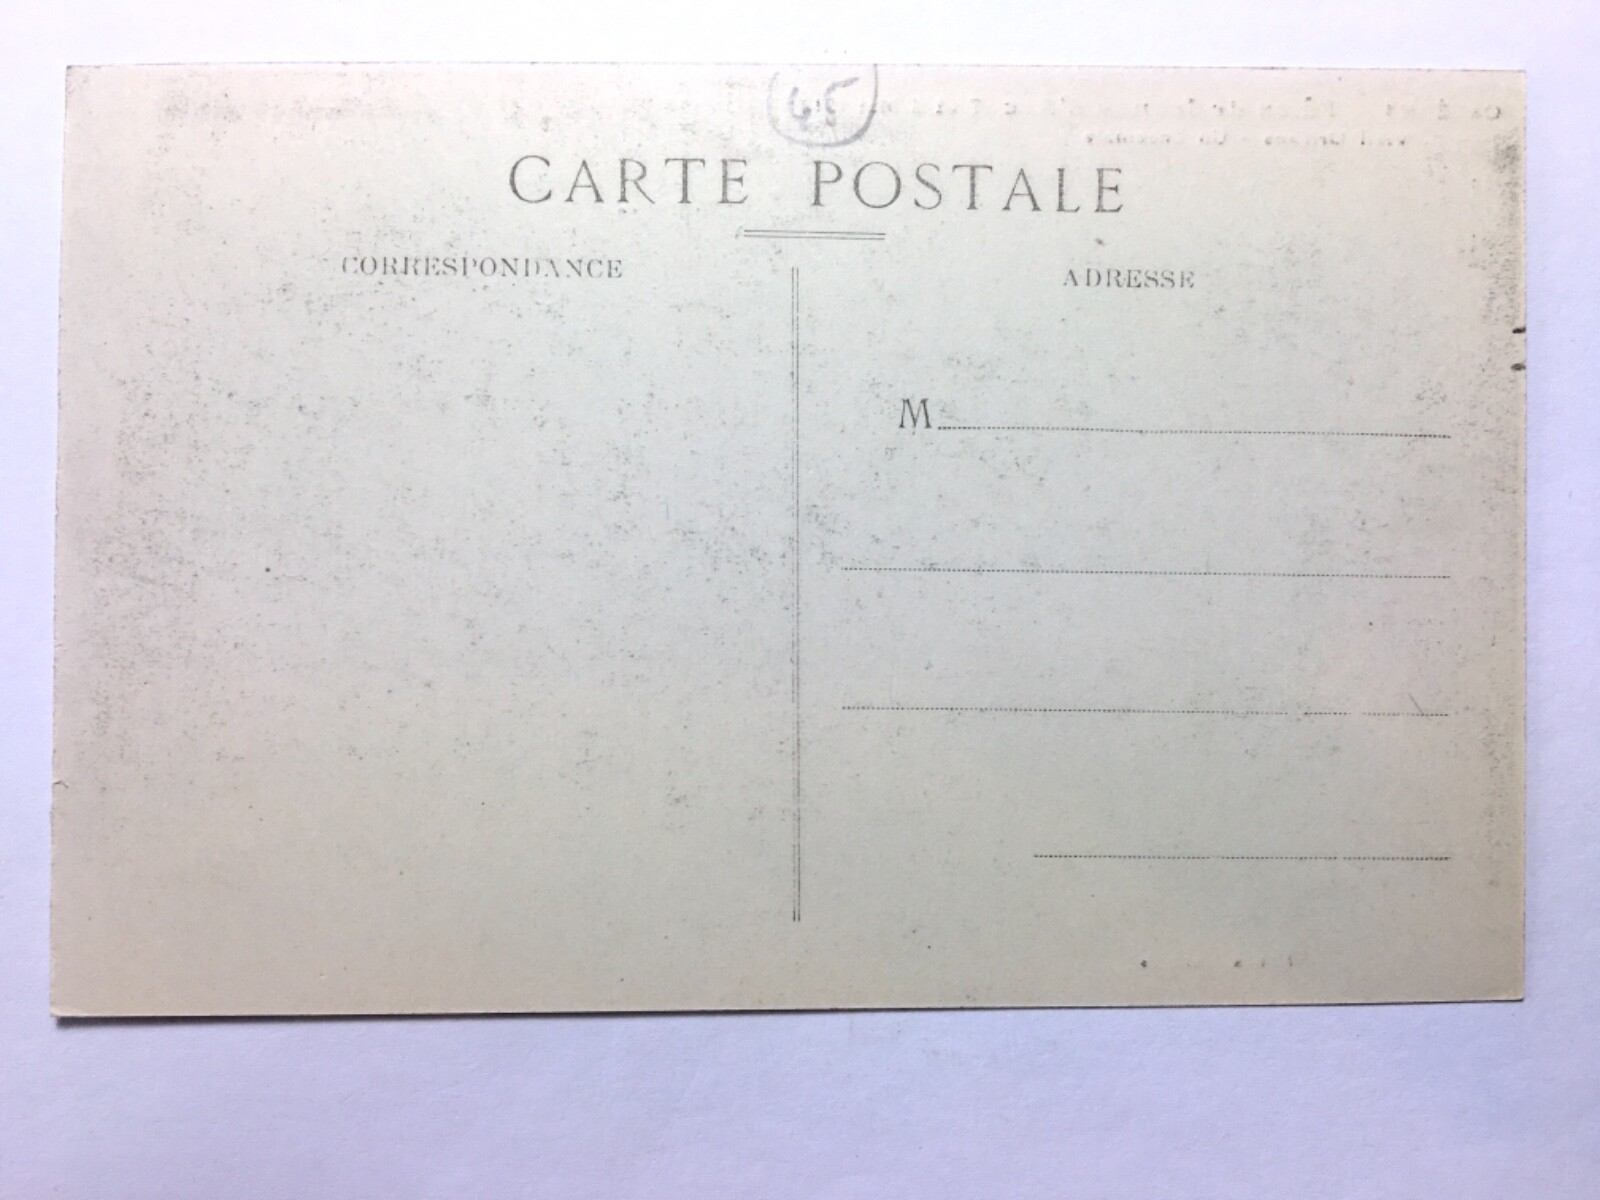 45
CARTE POSTALE
CORRESPONDANCE
ADRESSE
M